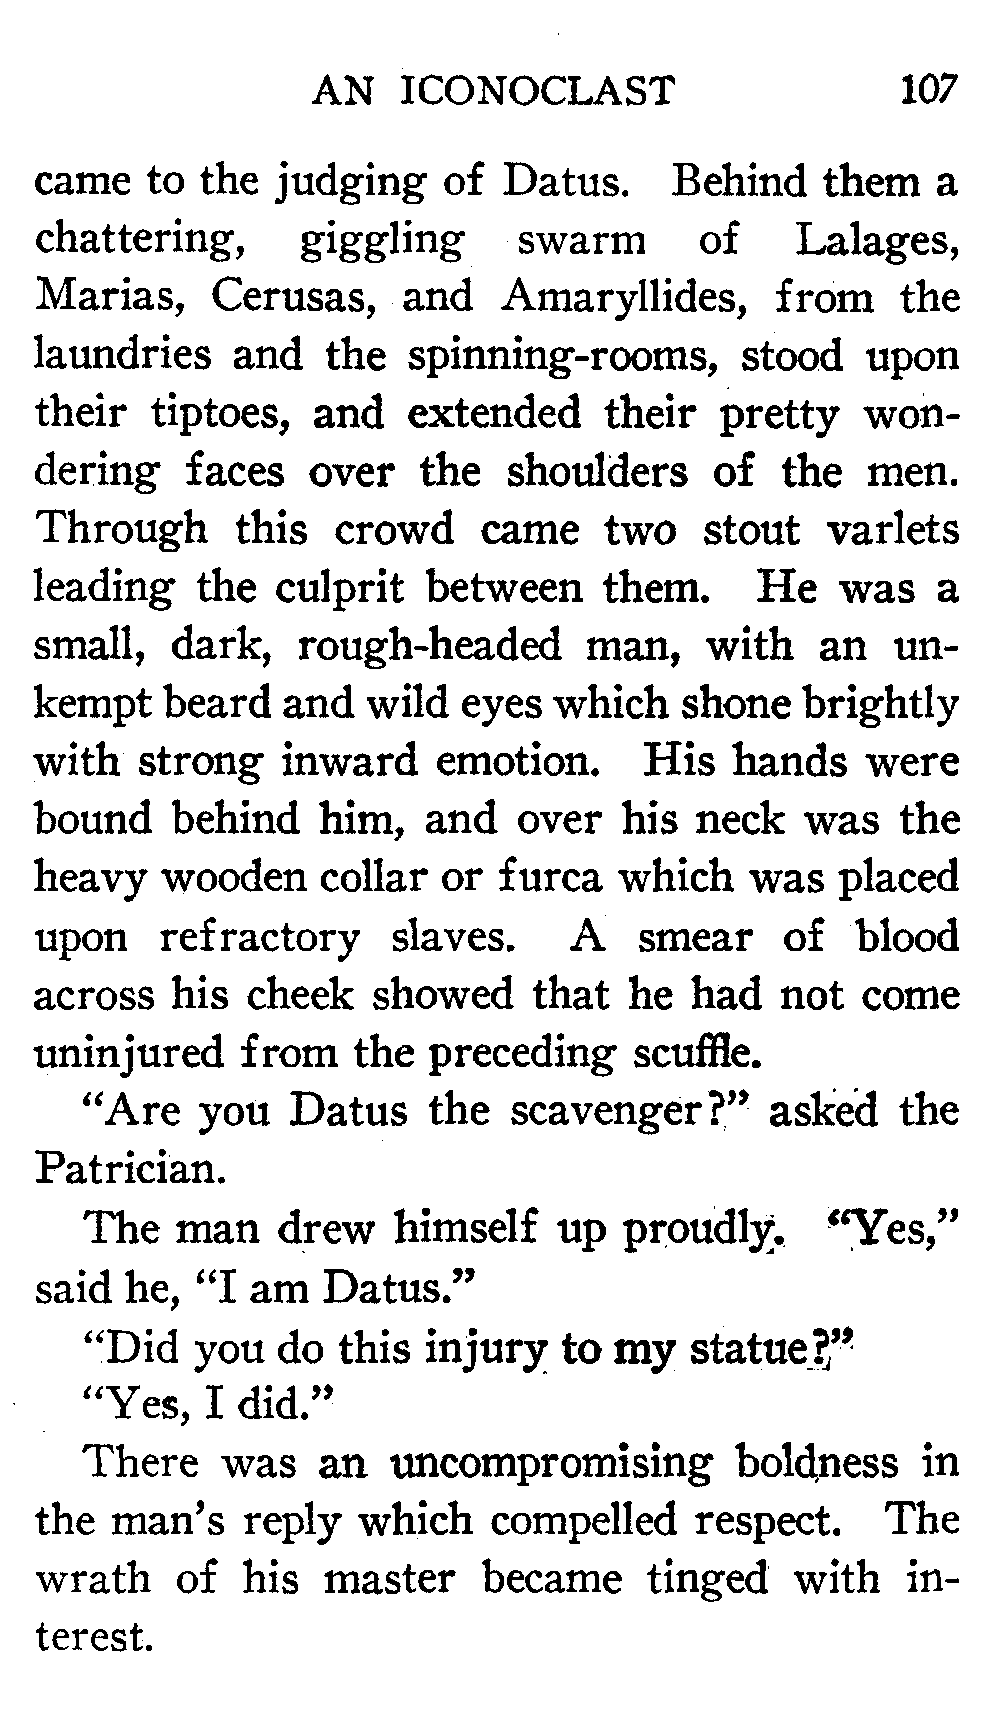 AN ICONOCLAST 107
came to the judging of Datus. Behind them a
chattering, giggling swarm of Lalages,
Marias, Cerusas, and Amaryllides, from the
laundries and the spinning-rooms, stood upon
their tiptoes, and extended their pretty won-
dering faces over the shoulders of the men.
Through this crowd came two stout varlets
leading the culprit between them. He was a
small, dark, rough-headed man, with an un-
kempt beard and wild eyes which shone brightly
with strong inward emotion. His hands were
bound behind him, and over his neck was the
heavy wooden collar or furca which was placed
upon refractory slaves. A smear of blood
across his cheek showed that he had not come
uninjured from the preceding scuffle.
"Are you Datus the scavenger?" asked the
Patrician.
The man drew himself up proudly. "Yes,"
said he, "I am Datus."
"Did you do this injury to my statue?"
"Yes, I did."
There was an uncompromising boldness in
the man's reply which compelled respect. The
wrath of his master became tinged with in-
terest.